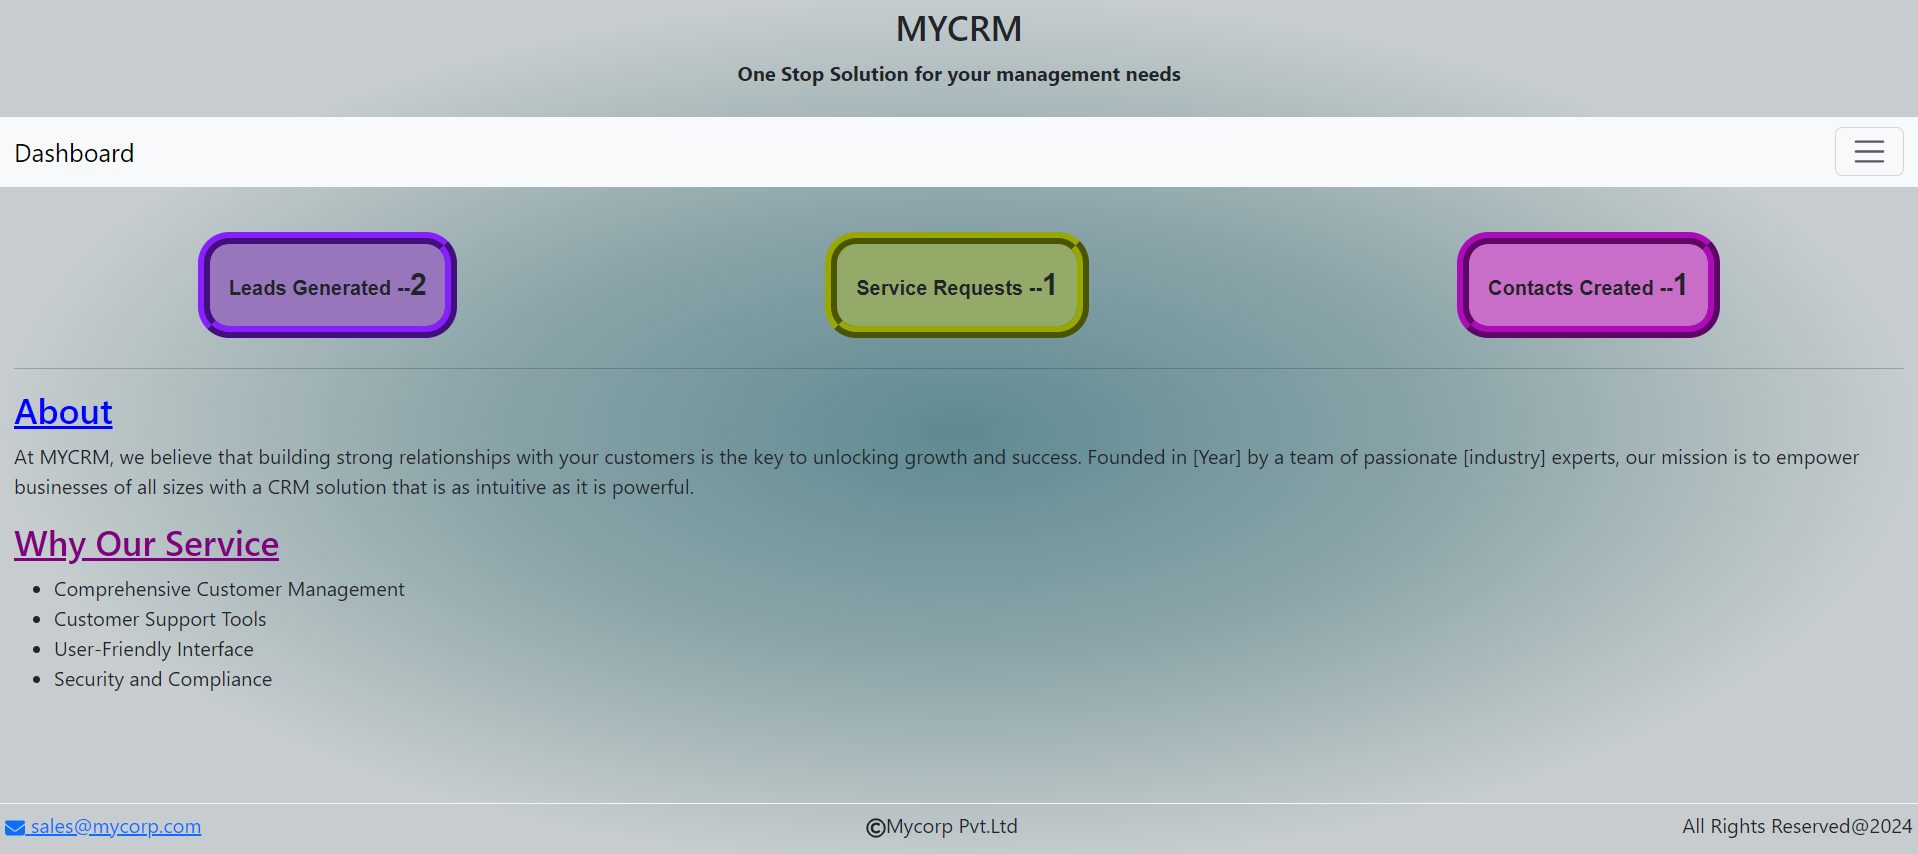 MYCRM
One Stop Solution for your management needs
Dashboard
Leads Generated --2
Service Requests --1
Contacts Created --1
About
At MYCRM, we believe that building strong relationships with your customers is the key to unlocking growth and success. Founded in [Year] by a team of passionate [industry] experts, our mission is to empower
businesses of all sizes with a CRM solution that is as intuitive as it is powerful.
Why Our Service
• Comprehensive Customer Management
• Customer Support Tools
• User-Friendly Interface
• Security and Compliance
sales@mycorp.com
©Mycorp Pvt.Ltd
All Rights Reserved@2024